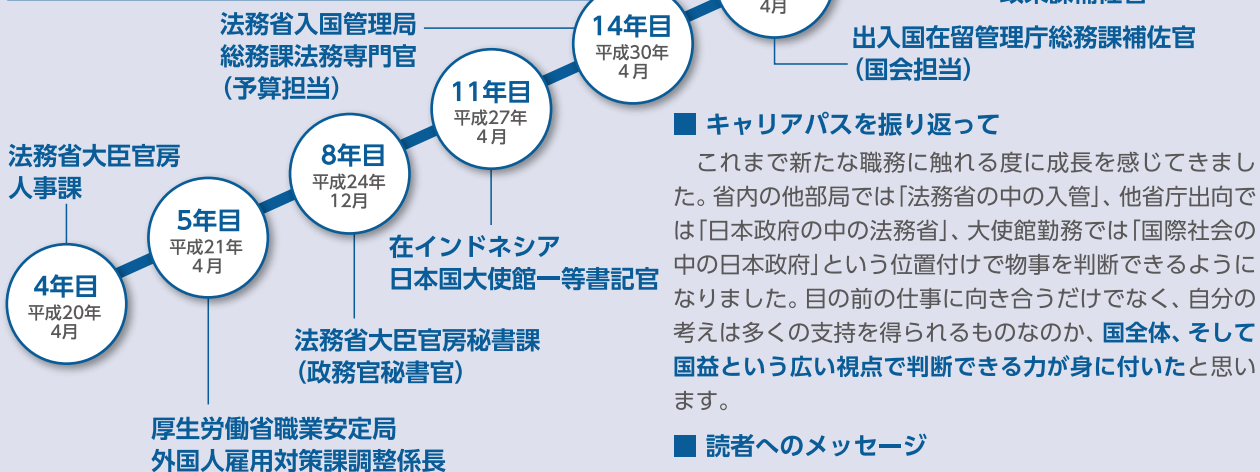 4年目
平成20年
4月
法務省大臣官房
人事課
5年目
平成21年
4月
厚生労働省職業安定局
外国人雇用対策課調整係長
8年目
平成24年
12月
法務省大臣官房秘書課
（政務官秘書官）
11年目
平成27年
4月
在インドネシア
日本国大使館一等書記官
14年目
平成30年
4月
法務省入国管理局
総務課法務専門官
（予算担当）
4月
出入国在留管理庁総務課補佐官
（国会担当）
■ キャリアパスを振り返って
これまで新たな職務に触れる度に成長を感じてきまし
た。省内の他部局では「法務省の中の入管」、他省庁出向で
は「日本政府の中の法務省」、大使館勤務では「国際社会の
中の日本政府」という位置付けで物事を判断できるように
なりました。目の前の仕事に向き合うだけでなく、自分の
考えは多くの支持を得られるものなのか、国全体、そして
国益という広い視点で判断できる力が身に付いたと思い
ます。
■ 読者へのメッセージ